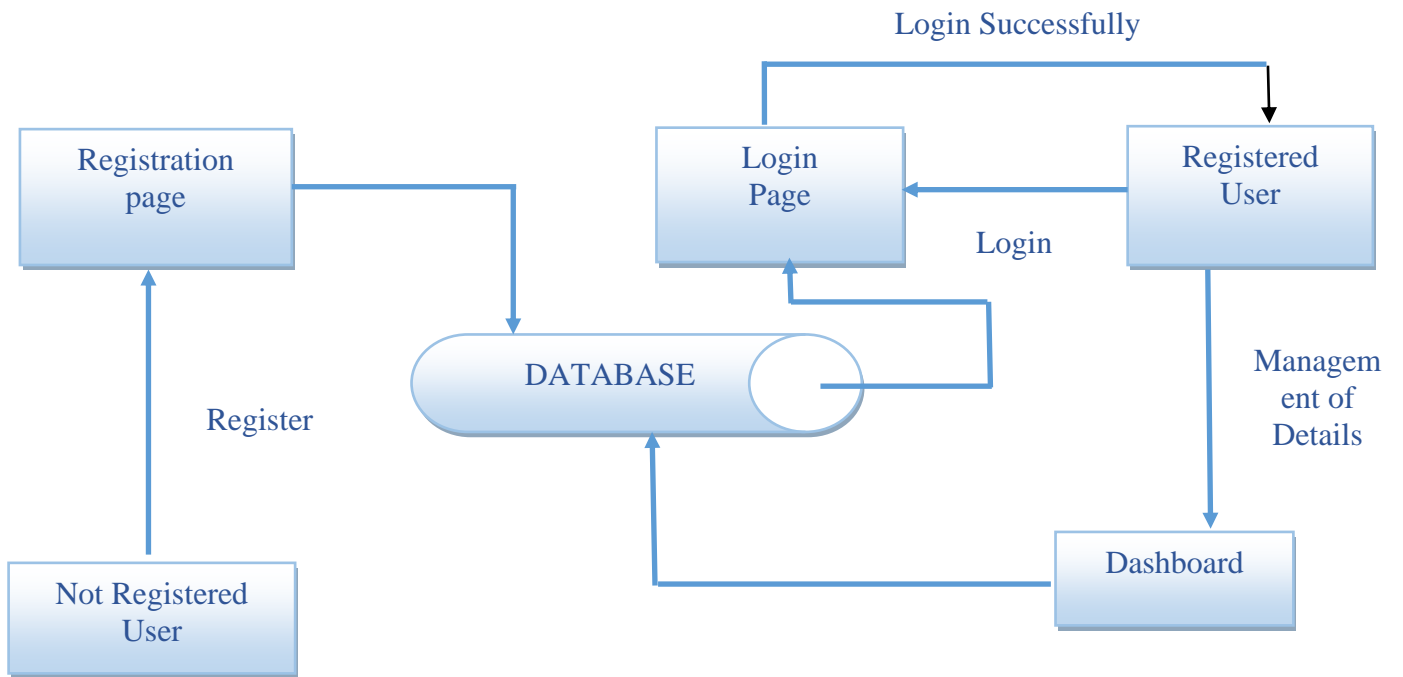 Login Successfully
Registration
page
Login
Page
Registered
User
Login
DATABASE
Managem
ent of
Details
Register
Dashboard
Not Registered
User